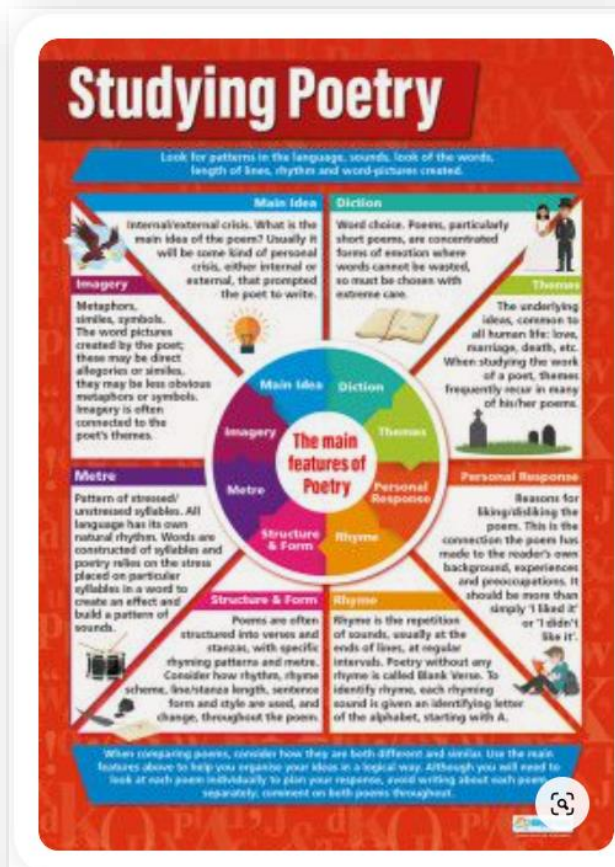 Studying Poetry
Look for patterns in the language, sounds, look of the words,
length of lines, rhythm and word-pictures created.
Main Idea
Internal/external crisis. What is the
main idea of the poem? Usually it
will be some kind of personal
crisis, either internal or
external, that prompted
the poet to write.
Diction
Word choice. Poems, particularly
short poems, are concentrated
forms of emotion where
words cannot be wasted,
so must be chosen with
extreme care.
Imagery
Metaphors,
similes, symbols.
The word pictures
created by the poet;
these may be direct
allegories or similes,
they may be less obvious
metaphors or symbols.
Imagery is often
connected to the
poet's themes.
Themes
The underlying
ideas, common to
all human life: love,
marriage, death, etc.
When studying the work
of a poet, themes
frequently recur in many
of his/her poems.
Main Idea
Diction
Imagery
Themes
The main
features of
Poetry
Metre
Personal
Response
Structure
& Form
Rhyme
Metre
Pattern of stressed/
unstressed syllables. All
language has its own
natural rhythm. Words are
constructed of syllables and
poetry relies on the stress
placed on particular
syllables in a word to
create an effect and
build a pattern of
sounds.
Personal Response
Reasons for
liking/disliking the
poem. This is the
connection the poem has
made to the reader's own
background, experiences
and preoccupations. It
should be more than
simply 'I liked it'
or 'I didn't
like it'.
Structure & Form
Poems are often
structured into verses and
stanzas, with specific
rhyming patterns and metre.
Consider how rhythm, rhyme
scheme, line/stanza length, sentence
form and style are used, and
change, throughout the poem.
Rhyme
Rhyme is the repetition
of sounds, usually at the
ends of lines, at regular
intervals. Poetry without any
rhyme is called Blank Verse. To
identify rhyme, each rhyming
sound is given an identifying letter
of the alphabet, starting with A.
When comparing poems, consider how they are both different and similar. Use the main
features above to help you organise your ideas in a logical way. Although you will need to
look at each poem individually to plan your response, avoid writing about each poem
separately; comment on both poems throughout.